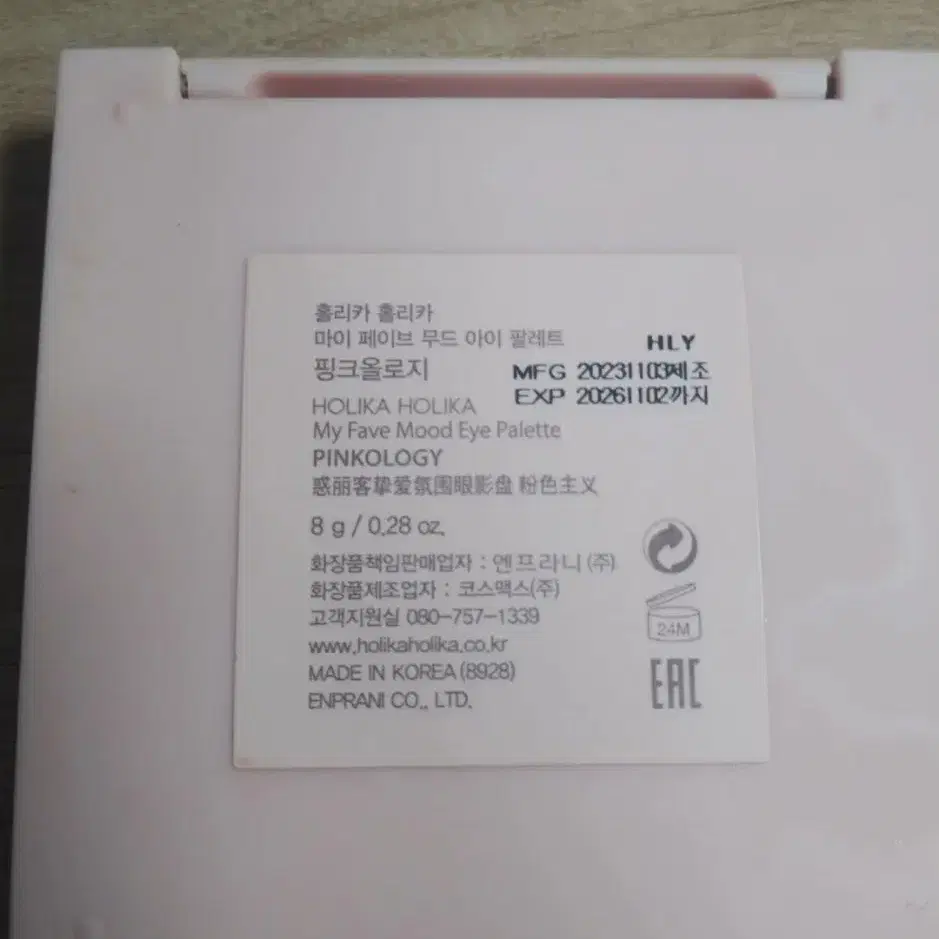 홀리카 홀리카
마이 페이브 무드 아이 팔레트
핑크올로지
HLY
MFG 20231103제조
EXP 20261102까지
HOLIKA HOLIKA
My Fave Mood Eye Palette
PINKOLOGY
惑丽客挚爱氛围眼影盘 粉色主义
8 g / 0.28 oz.
화장품책임판매업자 : 엔프라니 (주)
화장품제조업자 : 코스맥스(주)
고객지원실 080-757-1339
www.holikaholika.co.kr
MADE IN KOREA (8928)
ENPRANI CO., LTD.
24M
EAC